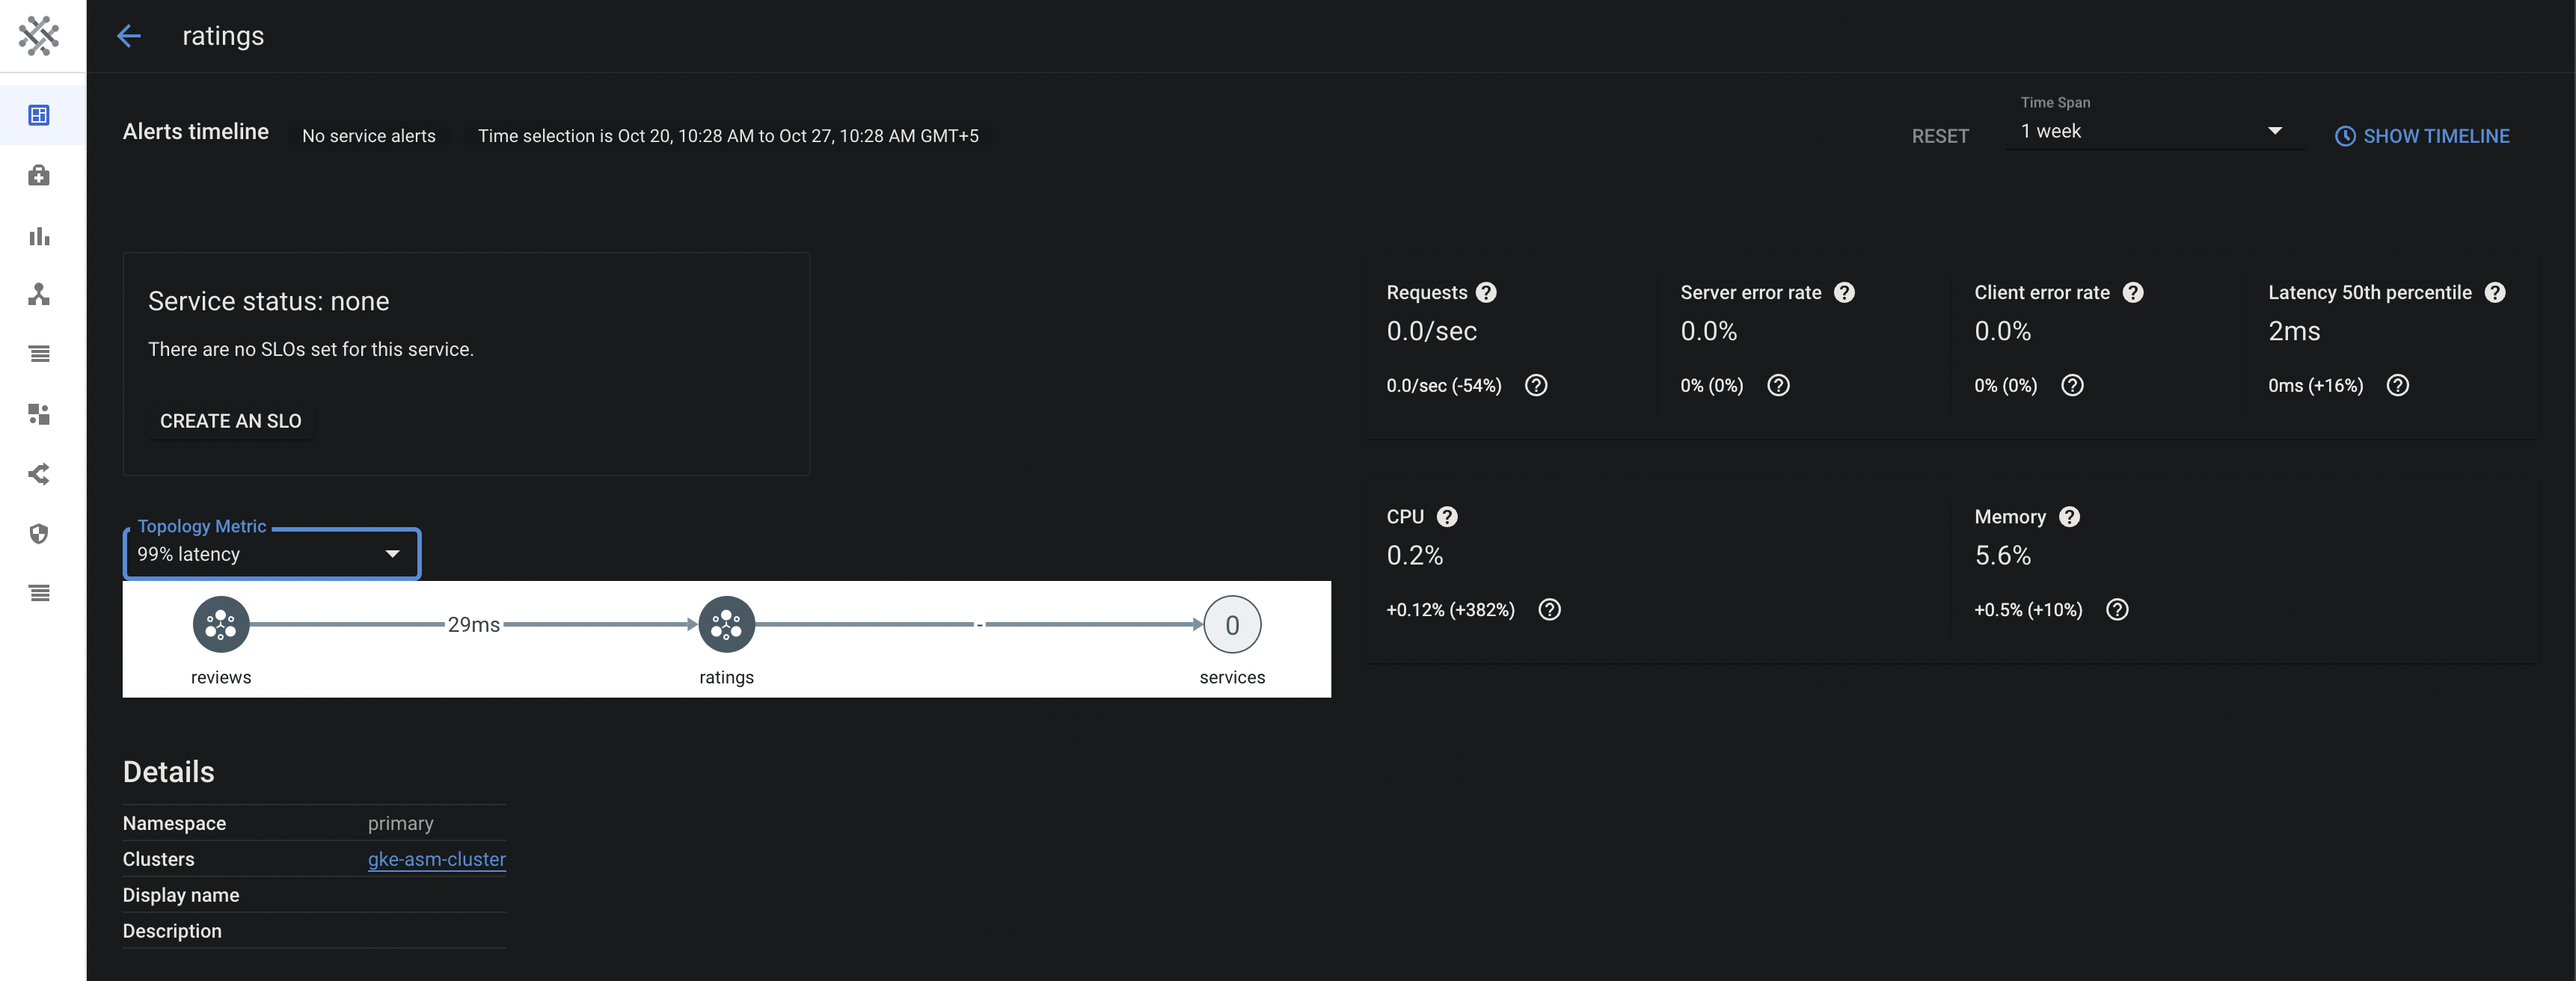 ratings
Alerts timeline
No service alerts
Time selection is Oct 20, 10:28 AM to Oct 27, 10:28 AM GMT+5
RESET
Time Span
1 week
SHOW TIMELINE
Service status: none
There are no SLOs set for this service.
CREATE AN SLO
Requests
0.0/sec
0.0/sec (-54%)
Server error rate
0.0%
0% (0%)
Client error rate
0.0%
0% (0%)
Latency 50th percentile
2ms
0ms (+16%)
CPU
0.2%
+0.12% (+382%)
Memory
5.6%
+0.5% (+10%)
Topology Metric
99% latency
29ms
-
0
reviews
ratings
services
Details
Namespace primary
Clusters gke-asm-cluster
Display name
Description